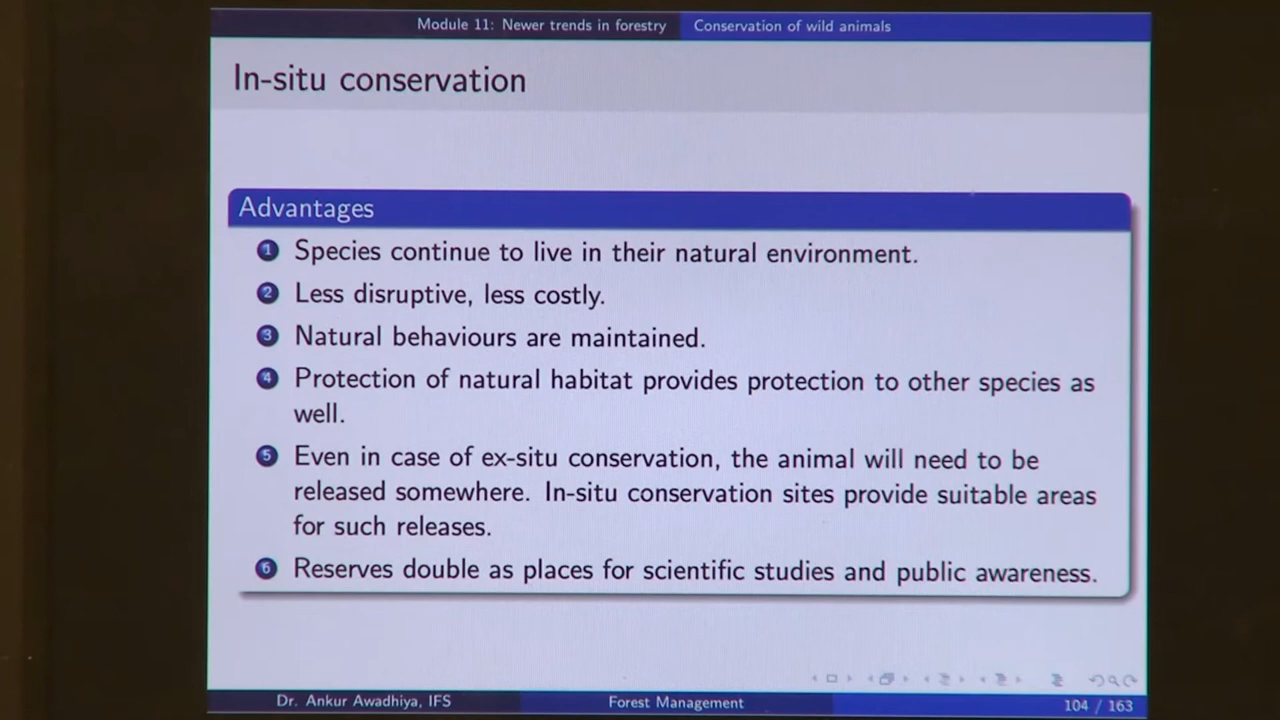 Module 11: Newer trends in forestry Conservation of wild animals
In-situ conservation
Advantages
1 Species continue to live in their natural environment.
2 Less disruptive, less costly.
3 Natural behaviours are maintained.
4 Protection of natural habitat provides protection to other species as
well.
5 Even in case of ex-situ conservation, the animal will need to be
released somewhere. In-situ conservation sites provide suitable areas
for such releases.
6 Reserves double as places for scientific studies and public awareness.
Dr. Ankur Awadhiya, IFS Forest Management 104 / 163